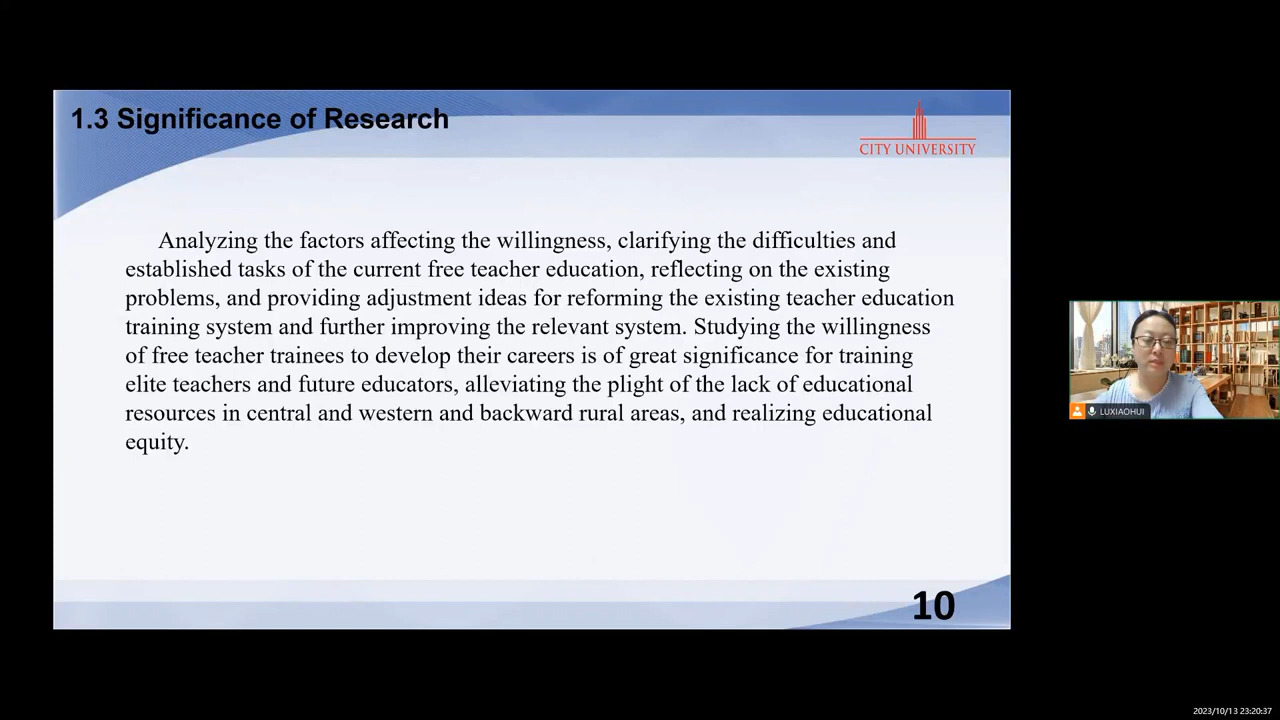 1.3 Significance of Research
CITY UNIVERSITY
Analyzing the factors affecting the willingness, clarifying the difficulties and
established tasks of the current free teacher education, reflecting on the existing
problems, and providing adjustment ideas for reforming the existing teacher education
training system and further improving the relevant system. Studying the willingness
of free teacher trainees to develop their careers is of great significance for training
elite teachers and future educators, alleviating the plight of the lack of educational
resources in central and western and backward rural areas, and realizing educational
equity.
10
LUXIAOHUI
2023/10/13 23:20:37